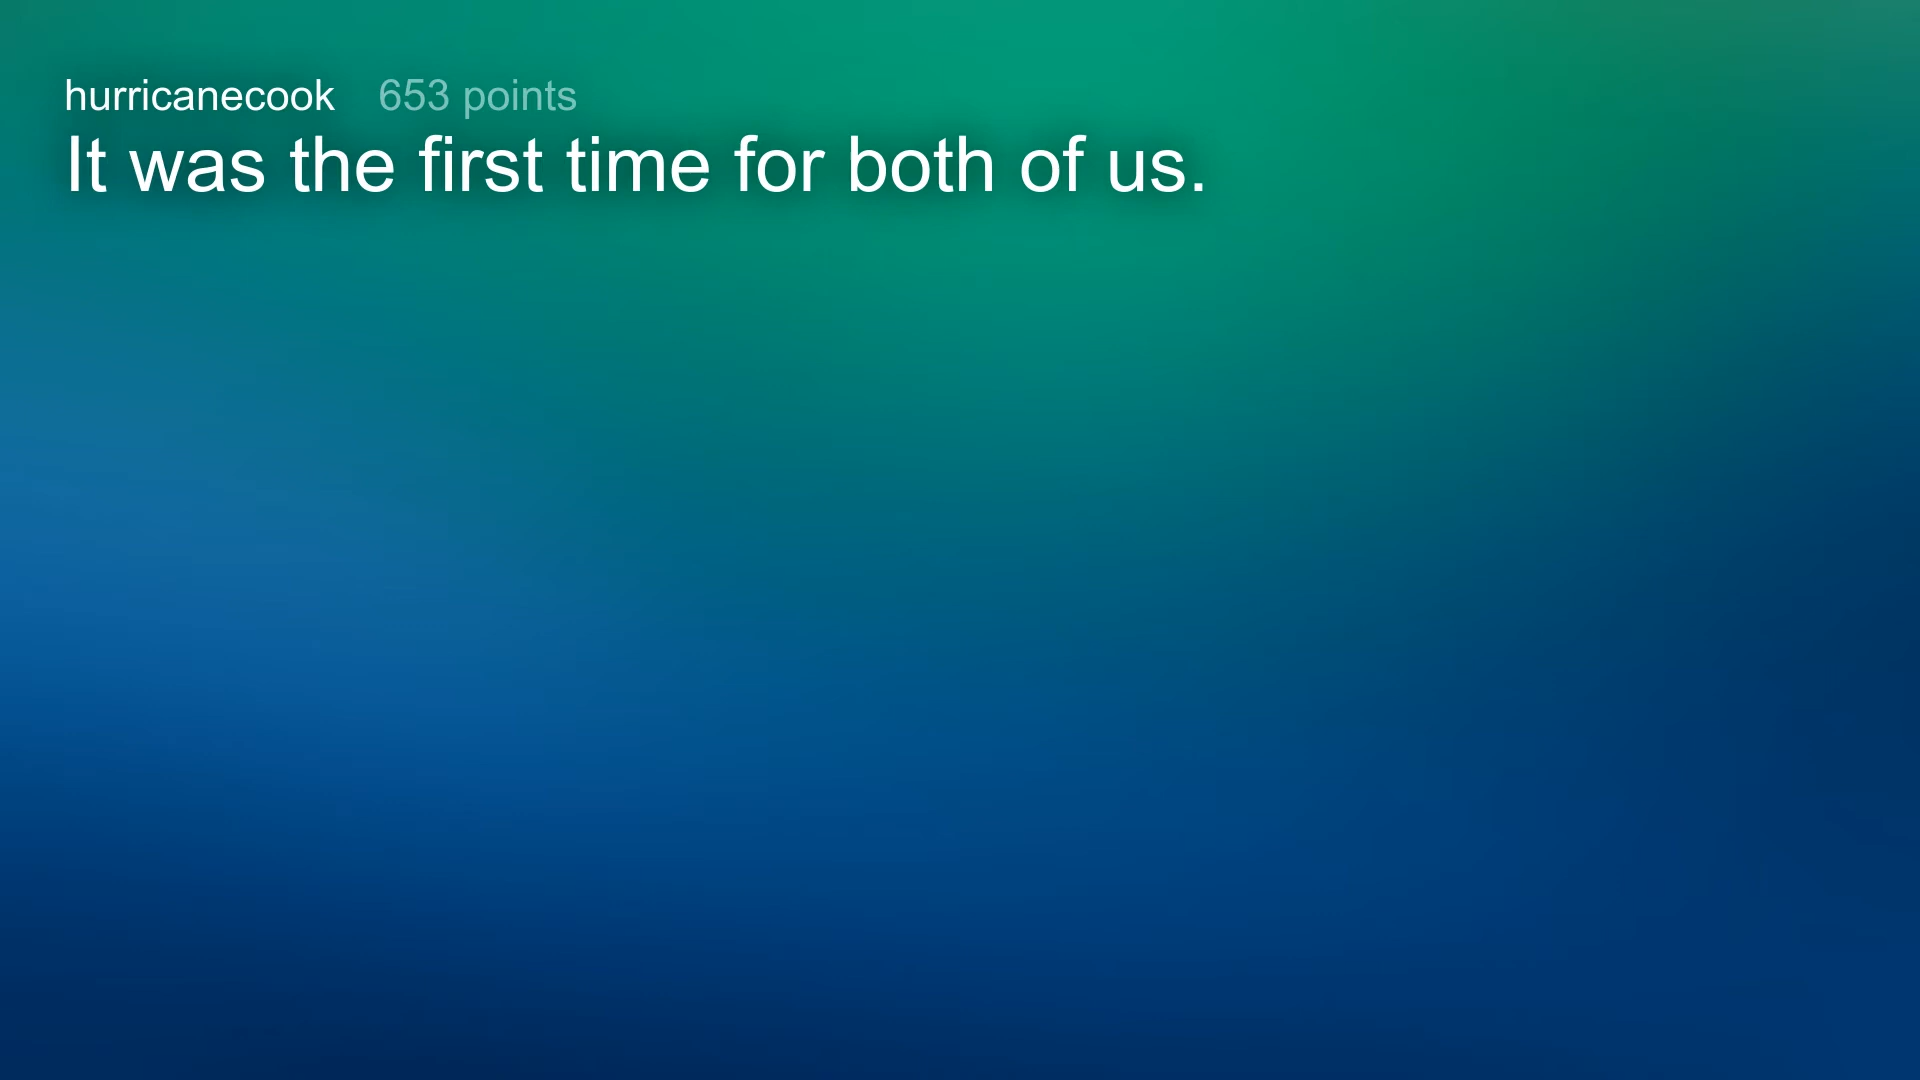 hurricanecook 653 points
It was the first time for both of us.